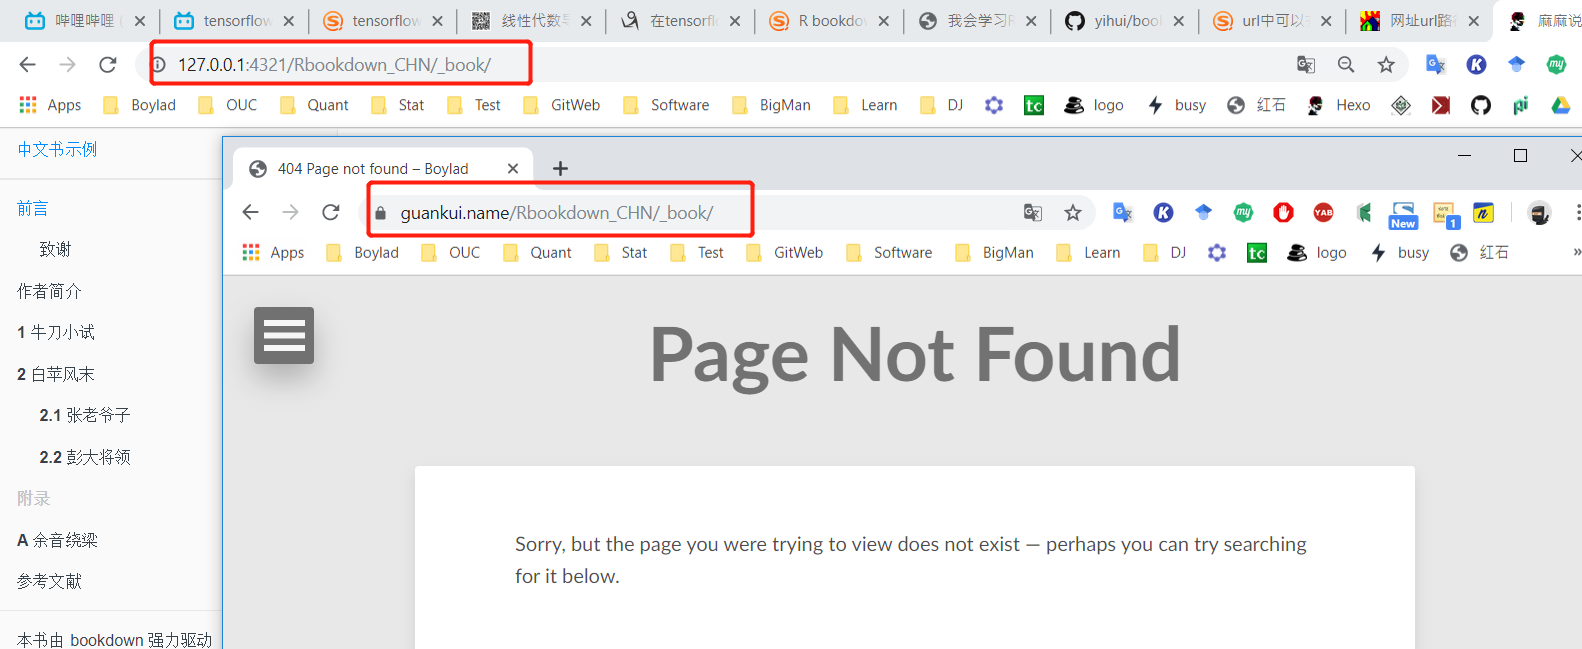 哔哩哔哩 (
tensorflow
tensorflow
线性代数
在tensorfl
R bookdow
我会学习R
yihui/book
url中可以
网址url路
麻麻说
127.0.0.1:4321/Rbookdown_CHN/_book/
Apps Boylad OUC Quant Stat Test GitWeb Software BigMan Learn DJ tc logo busy 红石 Hexo
中文书示例
前言
致谢
作者简介
1 牛刀小试
2 白苹风末
2.1 张老爷子
2.2 彭大将领
附录
A 余音绕梁
参考文献
本书由 bookdown 强力驱动
404 Page not found – Boylad
guankui.name/Rbookdown_CHN/_book/
New
1
Apps Boylad OUC Quant Stat Test GitWeb Software BigMan Learn DJ tc logo busy 红石 »
Page Not Found
Sorry, but the page you were trying to view does not exist — perhaps you can try searching
for it below.